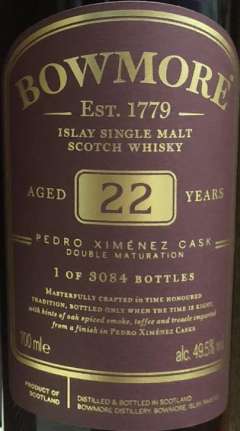 BOWMORE
EST. 1779
ISLAY SINGLE MALT
SCOTCH WHISKY
AGED 22 YEARS
PEDRO XIMÉNEZ CASK
DOUBLE MATURATION
1 OF 3084 BOTTLES
MASTERFULLY CRAFTED IN TIME HONOURED
TRADITION, BOTTLED ONLY WHEN THE TIME IS RIGHT,
with hints of oak spiced smoke, toffee and treacle imparted
from a finish in PEDRO XIMÉNEZ CASKS
700 ml e
alc. 49.5%
PRODUCT OF
SCOTLAND
DISTILLED & BOTTLED IN SCOTLAND
BOWMORE DISTILLERY, BOWMORE, ISLAY